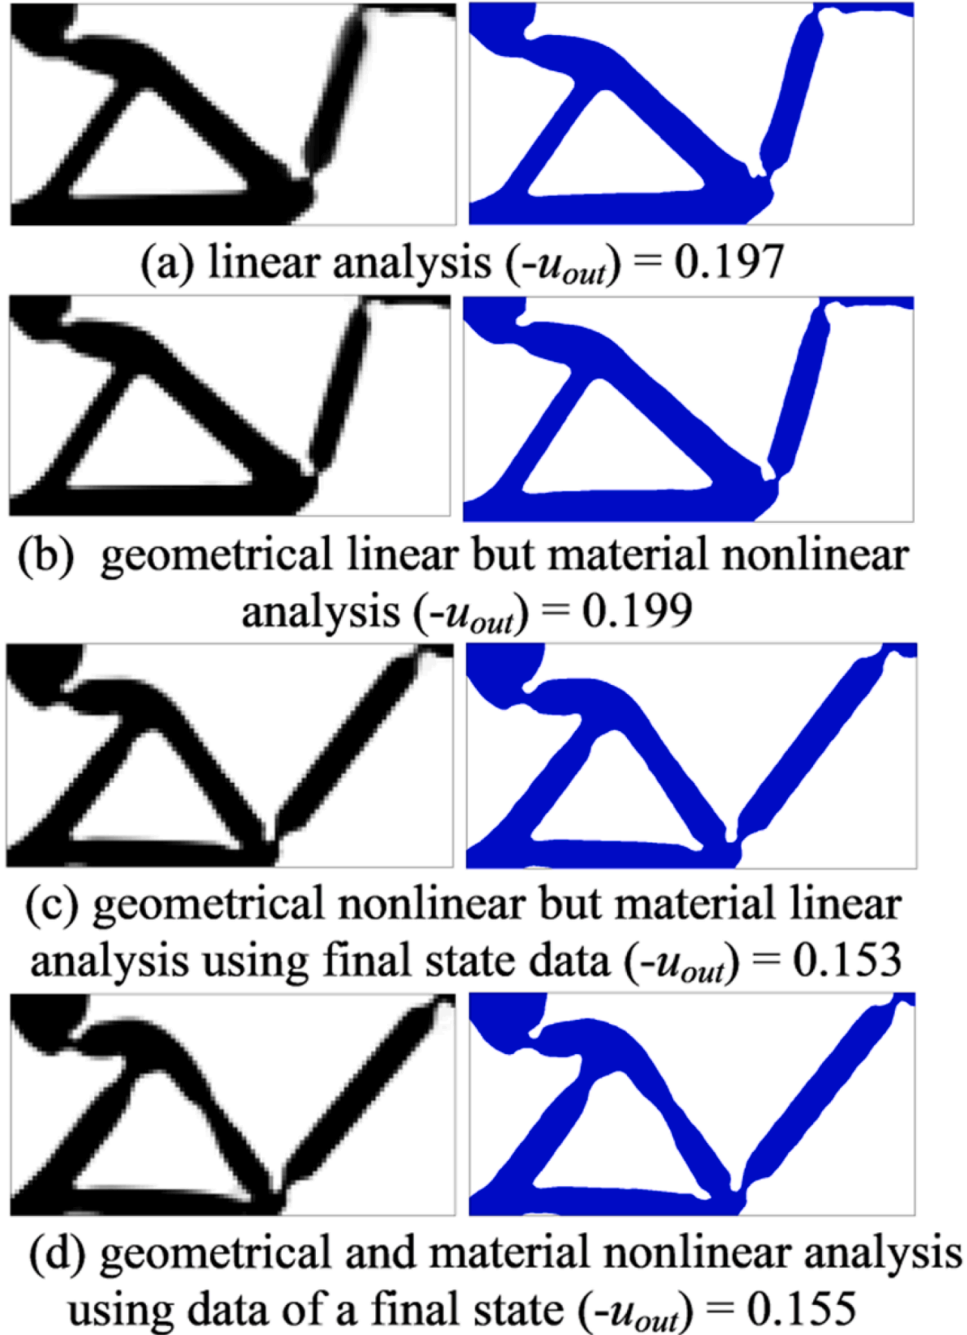 (a) linear analysis (-uout) = 0.197
(b) geometrical linear but material nonlinear
analysis (-uout) = 0.199
(c) geometrical nonlinear but material linear
analysis using final state data (-uout) = 0.153
(d) geometrical and material nonlinear analysis
using data of a final state (-uout) = 0.155